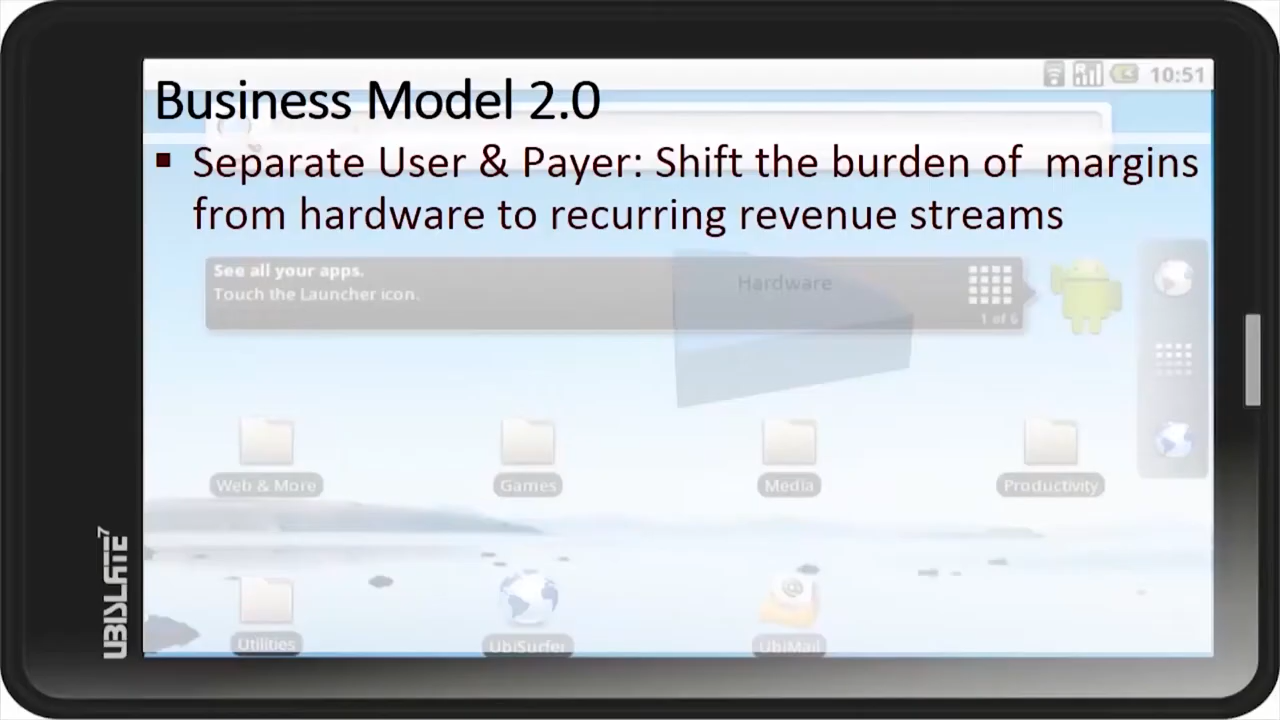 10:51
Business Model 2.0
▪ Separate User & Payer: Shift the burden of margins
from hardware to recurring revenue streams
See all your apps.
Touch the Launcher icon.
Hardware
1 of 6
Web & More
Games
Media
Productivity
Utilities
UbiSurfer
UbiMail
UBISLATE7